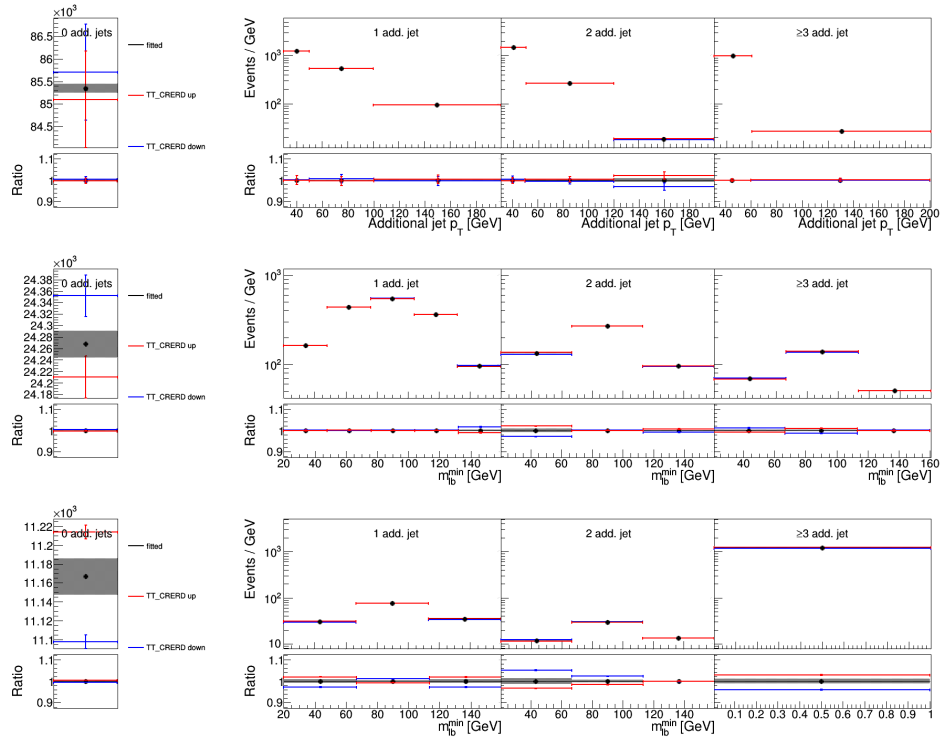 ×10³
0 add. jets
86.5
86
85.5
85
84.5
fitted
TT_CRERD up
TT_CRERD down
Ratio
1.1
1
0.9
Events / GeV
10³
10²
1 add. jet
2 add. jet
≥3 add. jet
Ratio
1.1
1
0.9
40 60 80 100 120 140 160 180
40 60 80 100 120 140 160 180
40 60 80 100 120 140 160 180 200
Additional jet p_T [GeV]
Additional jet p_T [GeV]
Additional jet p_T [GeV]
×10³
0 add. jets
24.38
24.36
24.34
24.32
24.3
24.28
24.26
24.24
24.22
24.2
24.18
fitted
TT_CRERD up
TT_CRERD down
Ratio
1.1
1
0.9
Events / GeV
10³
10²
1 add. jet
2 add. jet
≥3 add. jet
Ratio
1.1
1
0.9
20 40 60 80 100 120 140
40 60 80 100 120 140
40 60 80 100 120 140 160
m_lb^min [GeV]
m_lb^min [GeV]
m_lb^min [GeV]
×10³
0 add. jets
11.22
11.2
11.18
11.16
11.14
11.12
11.1
fitted
TT_CRERD up
TT_CRERD down
Ratio
1.1
1
0.9
Events / GeV
10³
10²
10
1 add. jet
2 add. jet
≥3 add. jet
Ratio
1.1
1
0.9
20 40 60 80 100 120 140
40 60 80 100 120 140
0.1 0.2 0.3 0.4 0.5 0.6 0.7 0.8 0.9 1
m_lb^min [GeV]
m_lb^min [GeV]